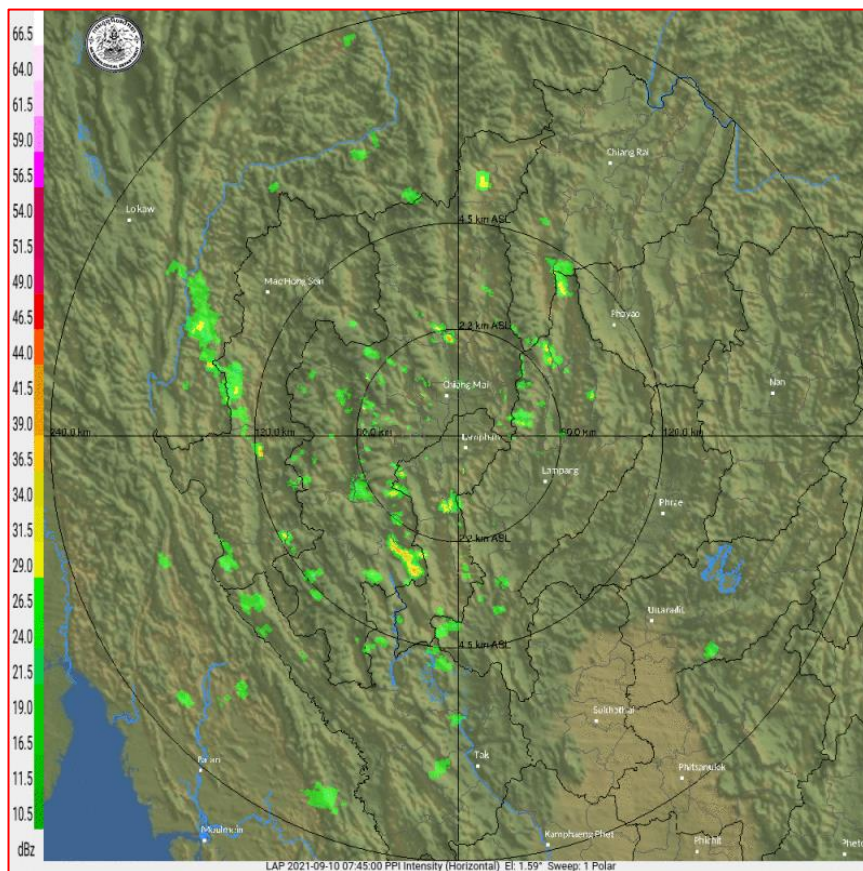 66.5
64.0
61.5
59.0
56.5
54.0
51.5
49.0
46.5
44.0
41.5
39.0
36.5
34.0
31.5
29.0
26.5
24.0
21.5
19.0
16.5
14.0
11.5
10.5
dBz
Chiang Rai
Loikaw
4.5 km ASL
Mae Hong Son
Phayao
2.2 km ASL
Chiang Mai
Nan
240.0 km
120.0 km
60.0 km
60.0 km
120.0 km
Lamphun
Lampang
Phrae
2.2 km ASL
Uttaradit
4.5 km ASL
Sukhothai
Tak
Pa-an
Phitsanulok
Moulmein
Kamphaeng Phet
Phichit
LAP 2021-09-10 07:45:00 PPI Intensity (Horizontal) El: 1.59° Sweep: 1 Polar